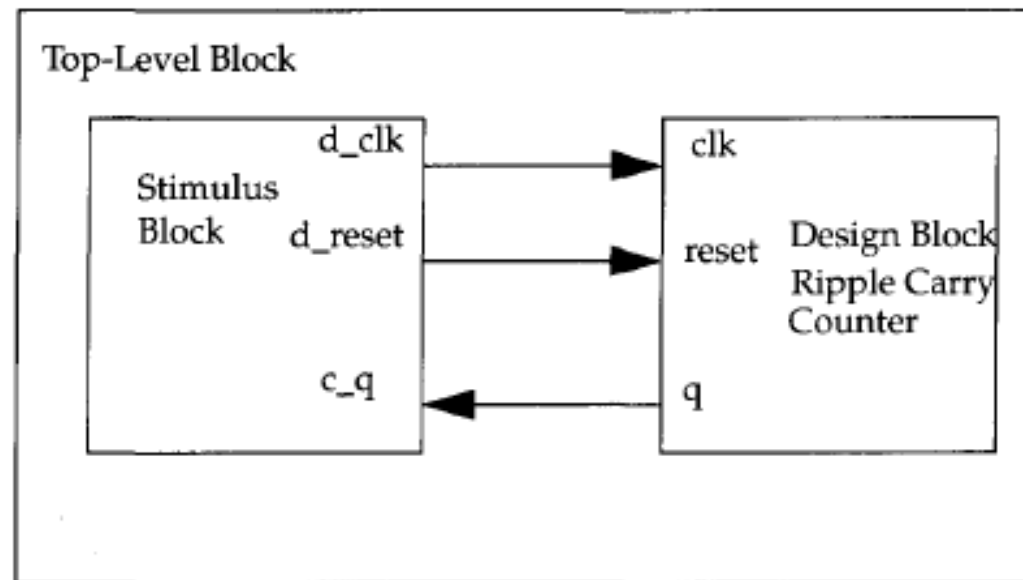 Top-Level Block
Stimulus
Block
d_clk
d_reset
c_q
clk
reset
q
Design Block
Ripple Carry
Counter